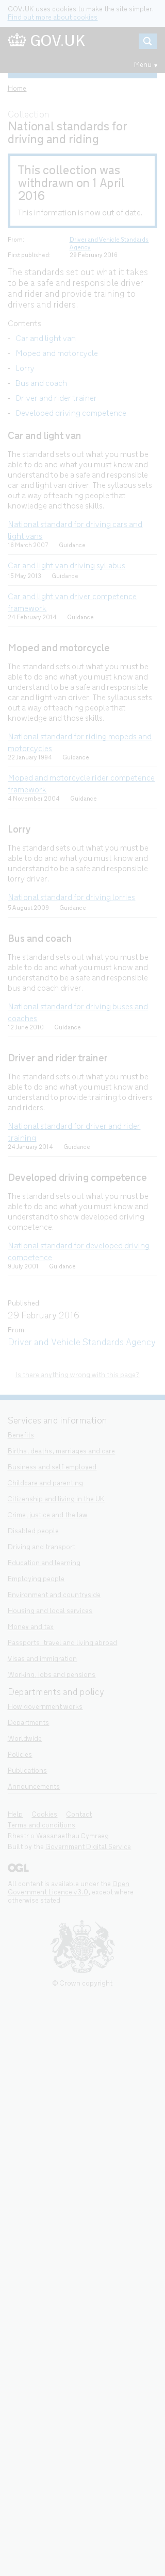 GOV.UK uses cookies to make the site simpler.
Find out more about cookies
GOV.UK
Menu
Home
Collection
National standards for
driving and riding
This collection was
withdrawn on 1 April
2016
This information is now out of date.
From: Driver and Vehicle Standards
Agency
First published: 29 February 2016
The standards set out what it takes
to be a safe and responsible driver
and rider and provide training to
drivers and riders.
Contents
- Car and light van
- Moped and motorcycle
- Lorry
- Bus and coach
- Driver and rider trainer
- Developed driving competence
Car and light van
The standard sets out what you must be
able to do and what you must know and
understand to be a safe and responsible
car and light van driver. The syllabus sets
out a way of teaching people that
knowledge and those skills.
National standard for driving cars and
light vans
16 March 2007 Guidance
Car and light van driving syllabus
15 May 2013 Guidance
Car and light van driver competence
framework
24 February 2014 Guidance
Moped and motorcycle
The standard sets out what you must be
able to do and what you must know and
understand to be a safe and responsible
car and light van driver. The syllabus sets
out a way of teaching people that
knowledge and those skills.
National standard for riding mopeds and
motorcycles
22 January 1994 Guidance
Moped and motorcycle rider competence
framework
4 November 2004 Guidance
Lorry
The standard sets out what you must be
able to do and what you must know and
understand to be a safe and responsible
lorry driver.
National standard for driving lorries
5 August 2009 Guidance
Bus and coach
The standard sets out what you must be
able to do and what you must know and
understand to be a safe and responsible
bus and coach driver.
National standard for driving buses and
coaches
12 June 2010 Guidance
Driver and rider trainer
The standard sets out what you must be
able to do and what you must know and
understand to provide training to drivers
and riders.
National standard for driver and rider
training
24 January 2014 Guidance
Developed driving competence
The standard sets out what you must be
able to do and what you must know and
understand to show developed driving
competence.
National standard for developed driving
competence
9 July 2001 Guidance
Published:
29 February 2016
From:
Driver and Vehicle Standards Agency
Is there anything wrong with this page?
Services and information
Benefits
Births, deaths, marriages and care
Business and self-employed
Childcare and parenting
Citizenship and living in the UK
Crime, justice and the law
Disabled people
Driving and transport
Education and learning
Employing people
Environment and countryside
Housing and local services
Money and tax
Passports, travel and living abroad
Visas and immigration
Working, jobs and pensions
Departments and policy
How government works
Departments
Worldwide
Policies
Publications
Announcements
Help Cookies Contact
Terms and conditions
Rhestr o Wasanaethau Cymraeg
Built by the Government Digital Service
OGL
All content is available under the Open
Government Licence v3.0, except where
otherwise stated
© Crown copyright